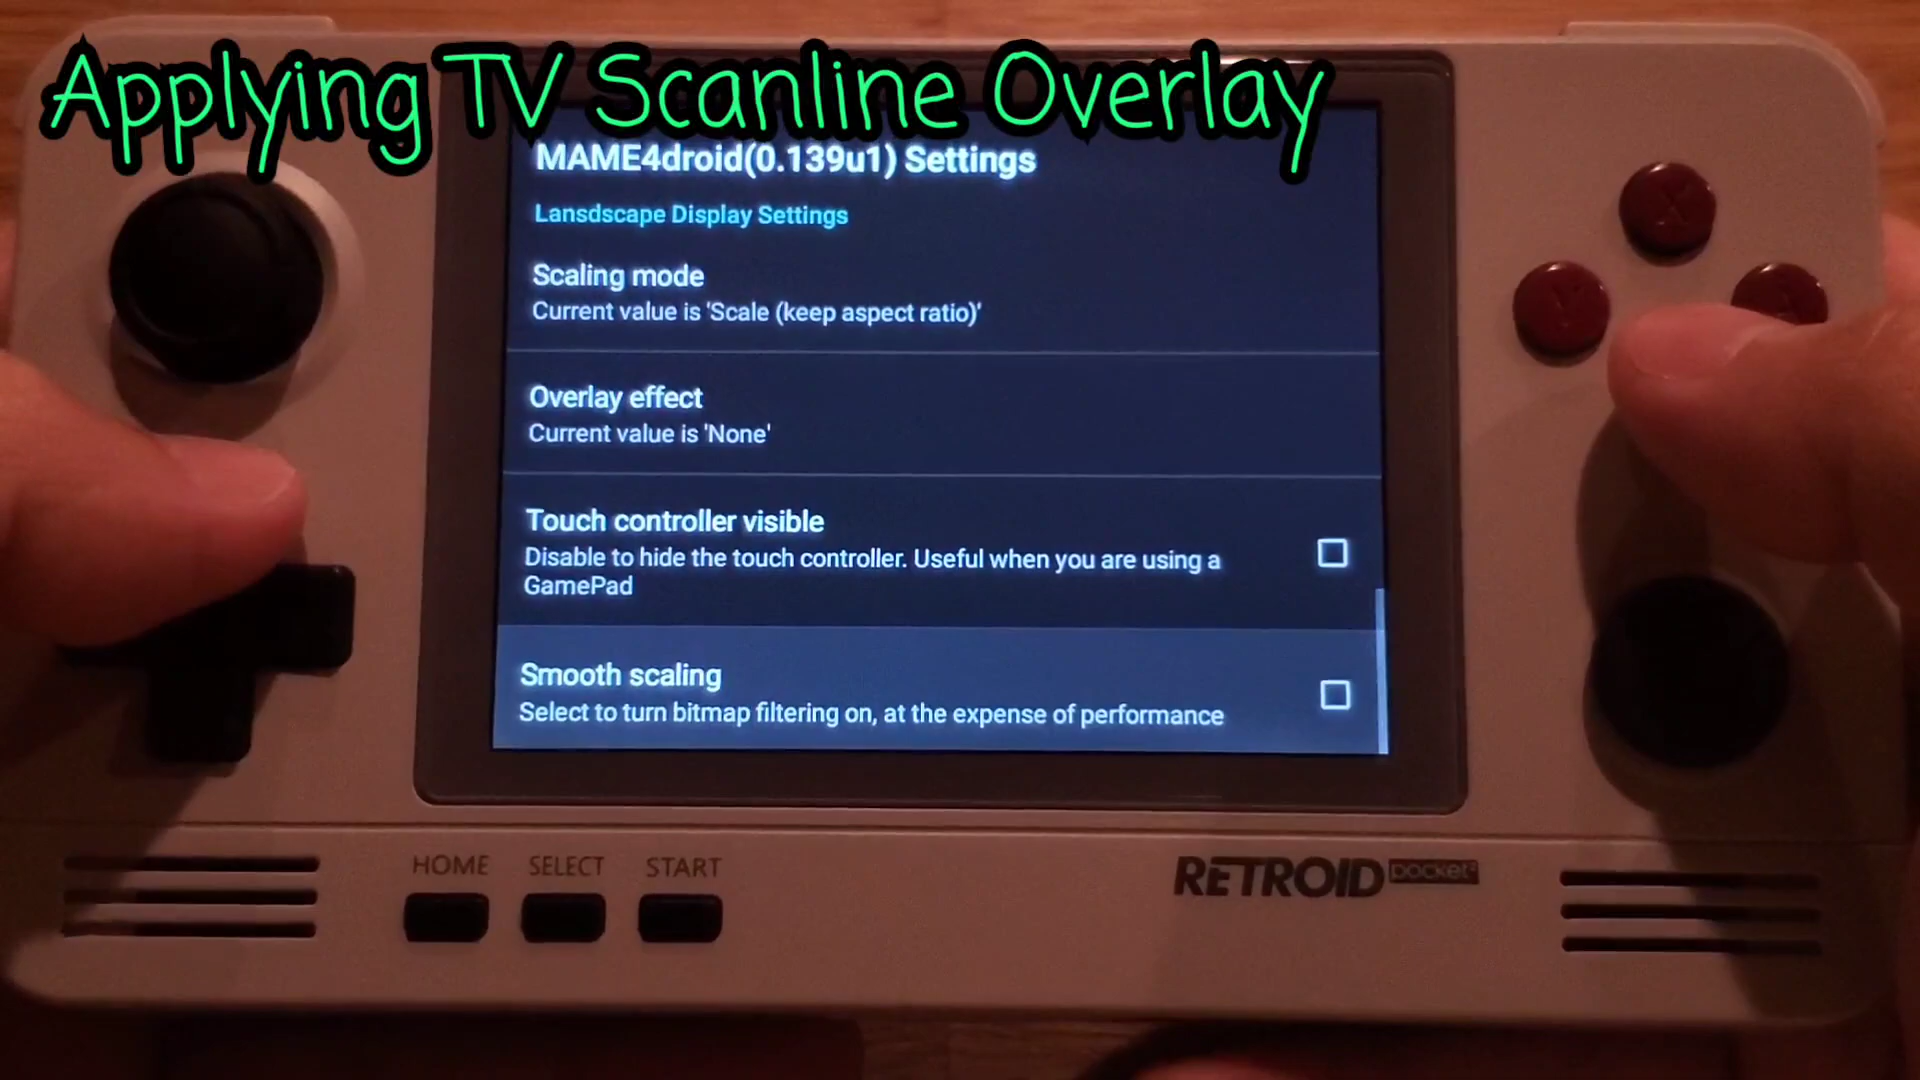 Applying TV Scanline Overlay
MAME4droid(0.139u1) Settings
Lansdscape Display Settings
Scaling mode
Current value is 'Scale (keep aspect ratio)'
Overlay effect
Current value is 'None'
Touch controller visible
Disable to hide the touch controller. Useful when you are using a
GamePad
Smooth scaling
Select to turn bitmap filtering on, at the expense of performance
X
Y
HOME SELECT START
RETROID pocket2